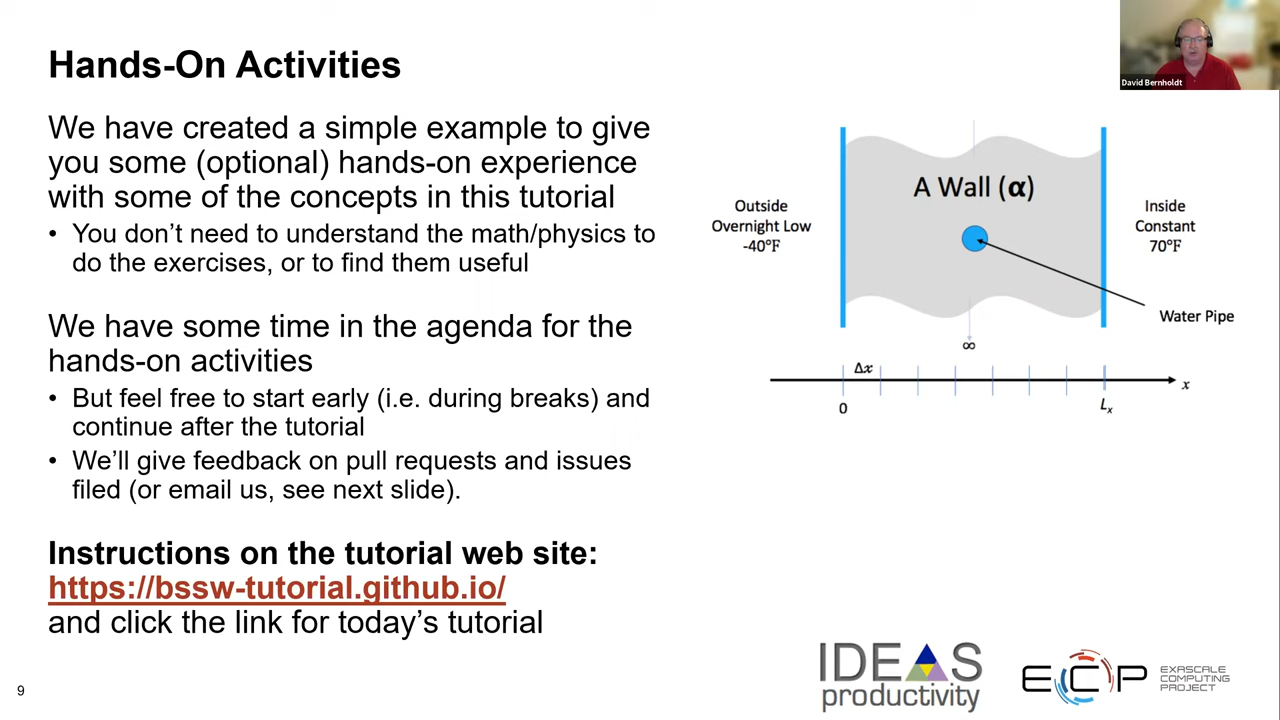 Hands-On Activities
We have created a simple example to give
you some (optional) hands-on experience
with some of the concepts in this tutorial
• You don’t need to understand the math/physics to
do the exercises, or to find them useful
We have some time in the agenda for the
hands-on activities
• But feel free to start early (i.e. during breaks) and
continue after the tutorial
• We’ll give feedback on pull requests and issues
filed (or email us, see next slide).
Instructions on the tutorial web site:
https://bssw-tutorial.github.io/
and click the link for today’s tutorial
9
David Bernholdt
A Wall (α)
Outside
Overnight Low
-40°F
Inside
Constant
70°F
Water Pipe
∞
Δx
x
0
Lx
IDEAS
productivity
ECP
EXASCALE
COMPUTING
PROJECT